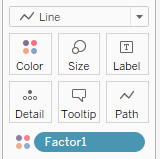 Line
Color Size Label
Detail Tooltip Path
Factor1